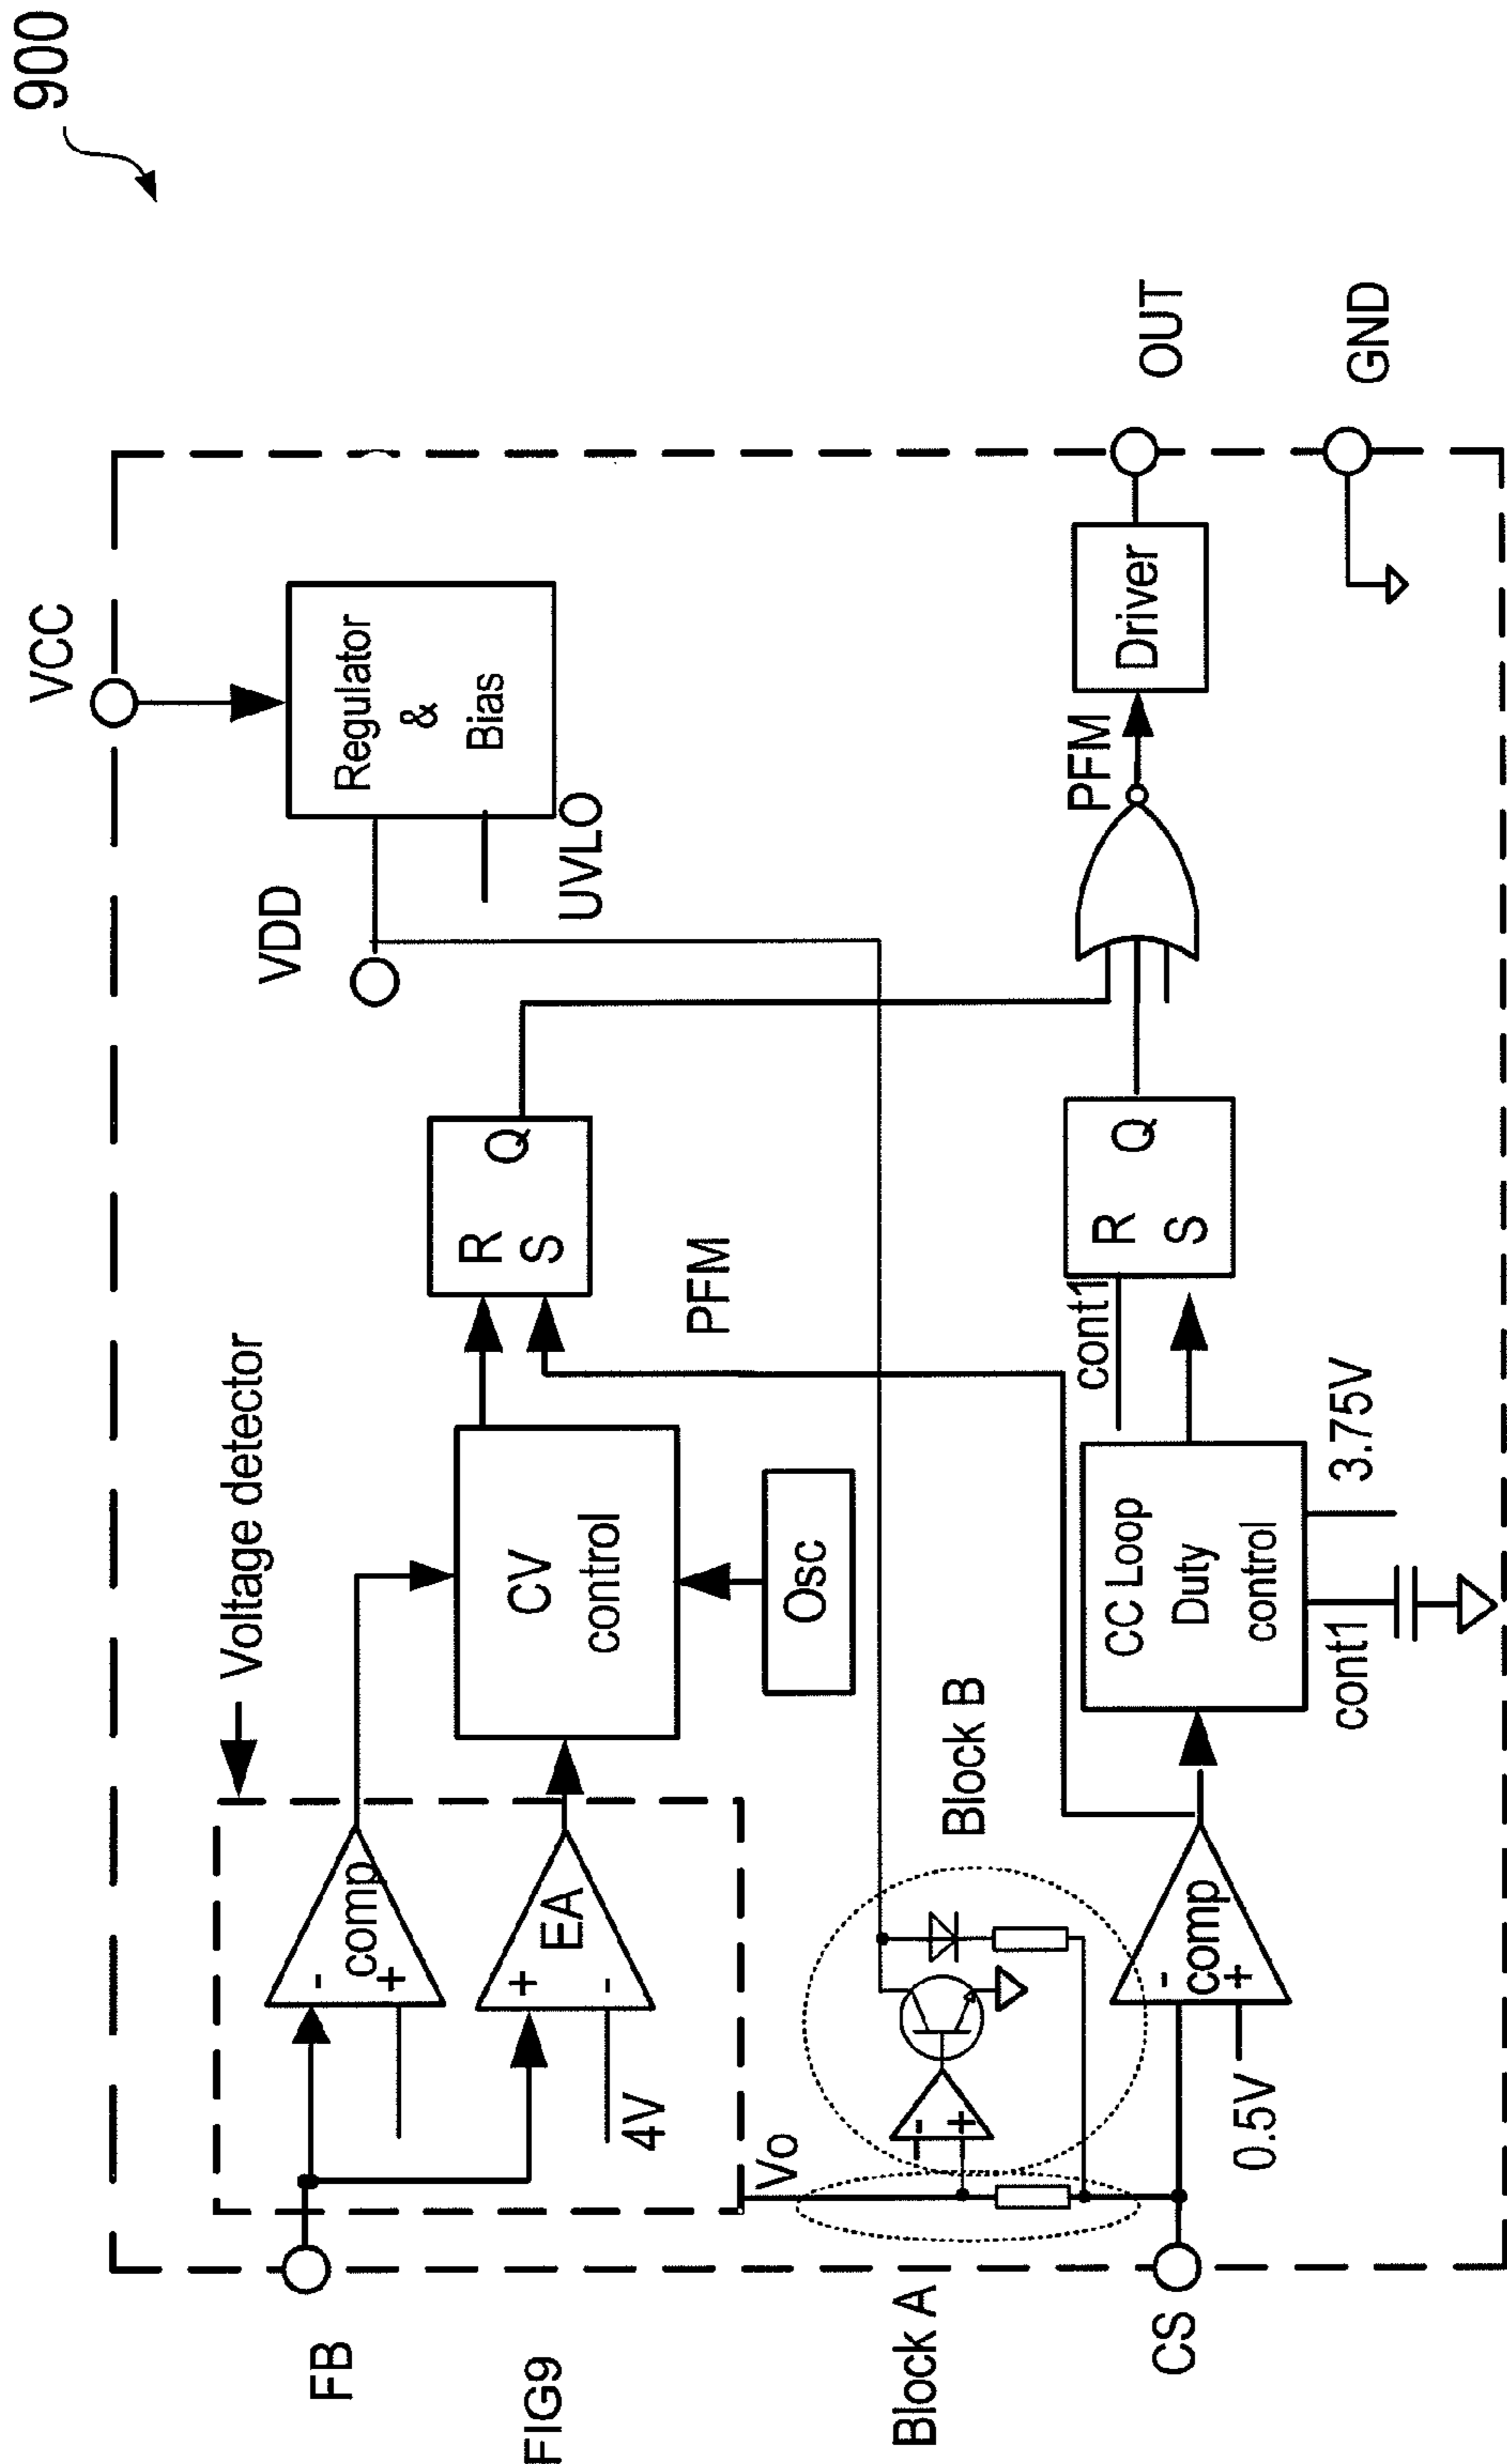 900
VCC
Voltage detector
VDD
Regulator
&
Bias
UVLO
FB
-
comp
+
+
EA
-
4V
CV
control
Osc
R
S
Q
PFM
FIG9
Vo
Block A
Block B
-
+
CS
-
comp
+
0.5V
CC Loop
Duty
control
cont1
3.75V
cont1
R
S
Q
PFM
Driver
OUT
GND